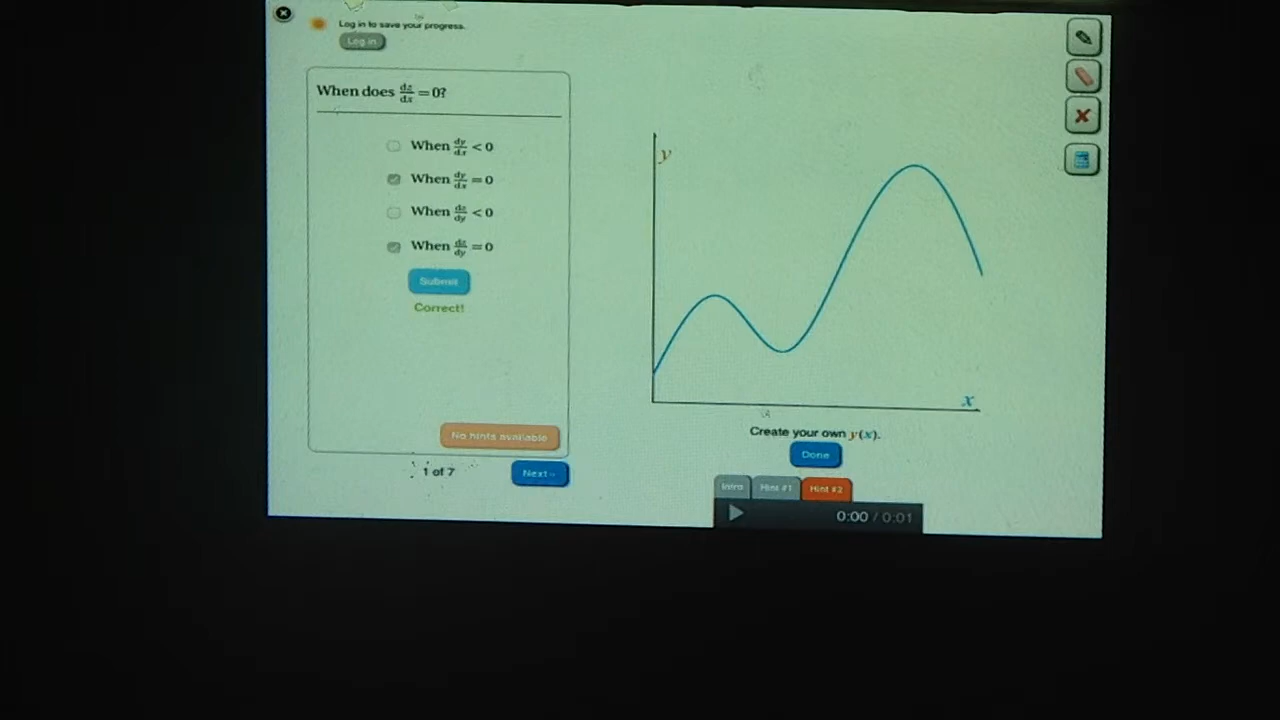 Log in to save your progress.
Log in
When does dz/dx = 0?
When dy/dx < 0
When dy/dx = 0
When dz/dy < 0
When dz/dy = 0
Submit
Correct!
No hints available
1 of 7
Next
y
x
Create your own y(x).
Done
Intro Hint #1 Hint #2
0:00 / 0:01